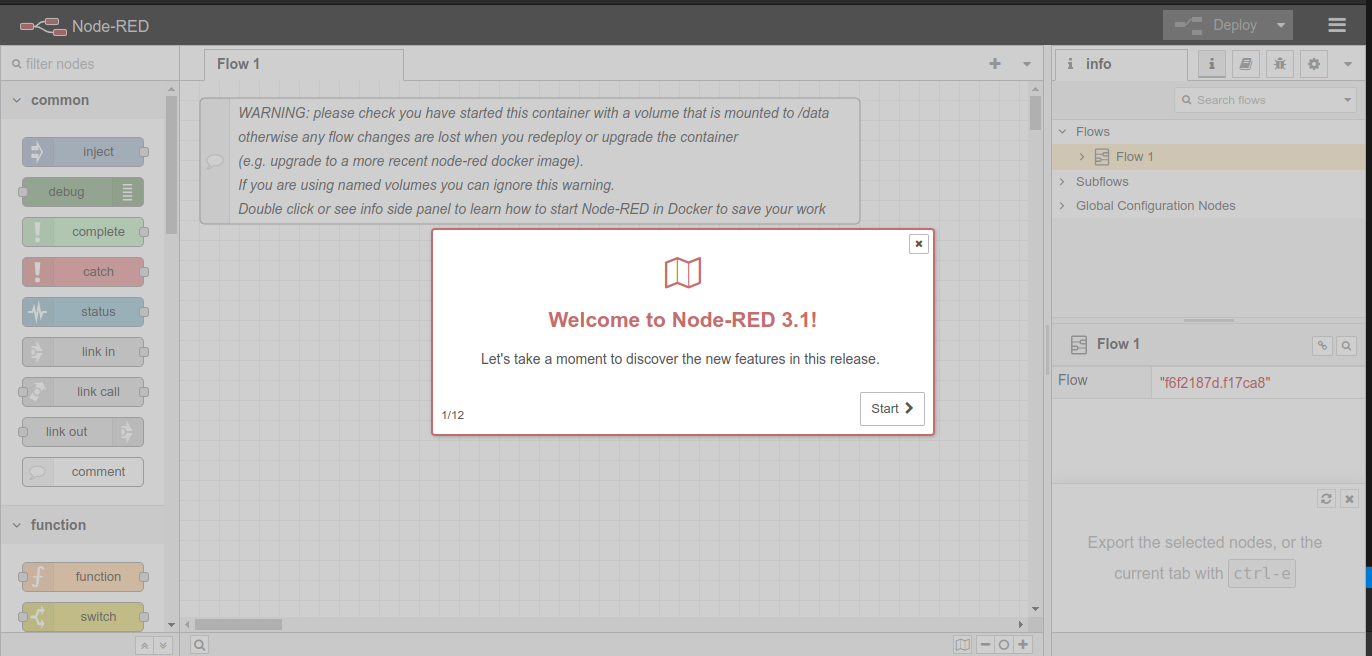 Node-RED
Deploy
filter nodes
Flow 1
info
common
Search flows
inject
debug
complete
catch
status
link in
link call
link out
comment
function
function
switch
WARNING: please check you have started this container with a volume that is mounted to /data
otherwise any flow changes are lost when you redeploy or upgrade the container
(e.g. upgrade to a more recent node-red docker image).
If you are using named volumes you can ignore this warning.
Double click or see info side panel to learn how to start Node-RED in Docker to save your work
Welcome to Node-RED 3.1!
Let's take a moment to discover the new features in this release.
1/12
Start
Flows
Flow 1
Subflows
Global Configuration Nodes
Flow 1
Flow "f6f2187d.f17ca8"
Export the selected nodes, or the
current tab with ctrl-e